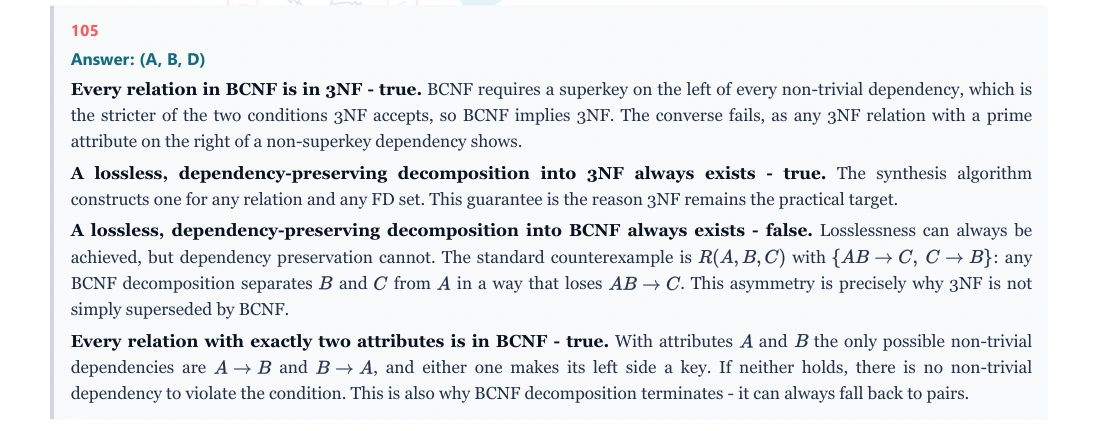 105
Answer: (A, B, D)
Every relation in BCNF is in 3NF - true. BCNF requires a superkey on the left of every non-trivial dependency, which is
the stricter of the two conditions 3NF accepts, so BCNF implies 3NF. The converse fails, as any 3NF relation with a prime
attribute on the right of a non-superkey dependency shows.
A lossless, dependency-preserving decomposition into 3NF always exists - true. The synthesis algorithm
constructs one for any relation and any FD set. This guarantee is the reason 3NF remains the practical target.
A lossless, dependency-preserving decomposition into BCNF always exists - false. Losslessness can always be
achieved, but dependency preservation cannot. The standard counterexample is R(A, B, C) with {AB → C, C → B}: any
BCNF decomposition separates B and C from A in a way that loses AB → C. This asymmetry is precisely why 3NF is not
simply superseded by BCNF.
Every relation with exactly two attributes is in BCNF - true. With attributes A and B the only possible non-trivial
dependencies are A → B and B → A, and either one makes its left side a key. If neither holds, there is no non-trivial
dependency to violate the condition. This is also why BCNF decomposition terminates - it can always fall back to pairs.